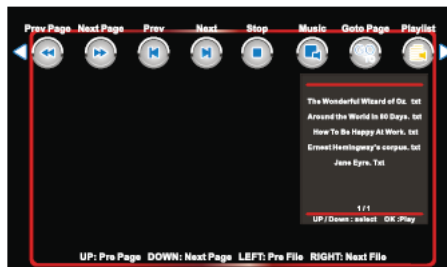 Prev Page Next Page Prev Next Stop Music Goto Page Playlist
The Wonderful Wizard of Oz. txt
Around the World in 80 Days. txt
How To Be Happy At Work. txt
Ernest Hemingway's corpus. txt
Jane Eyre. Txt
1 / 1
UP / Down : select OK :Play
UP: Pre Page DOWN: Next Page LEFT: Pre File RIGHT: Next File